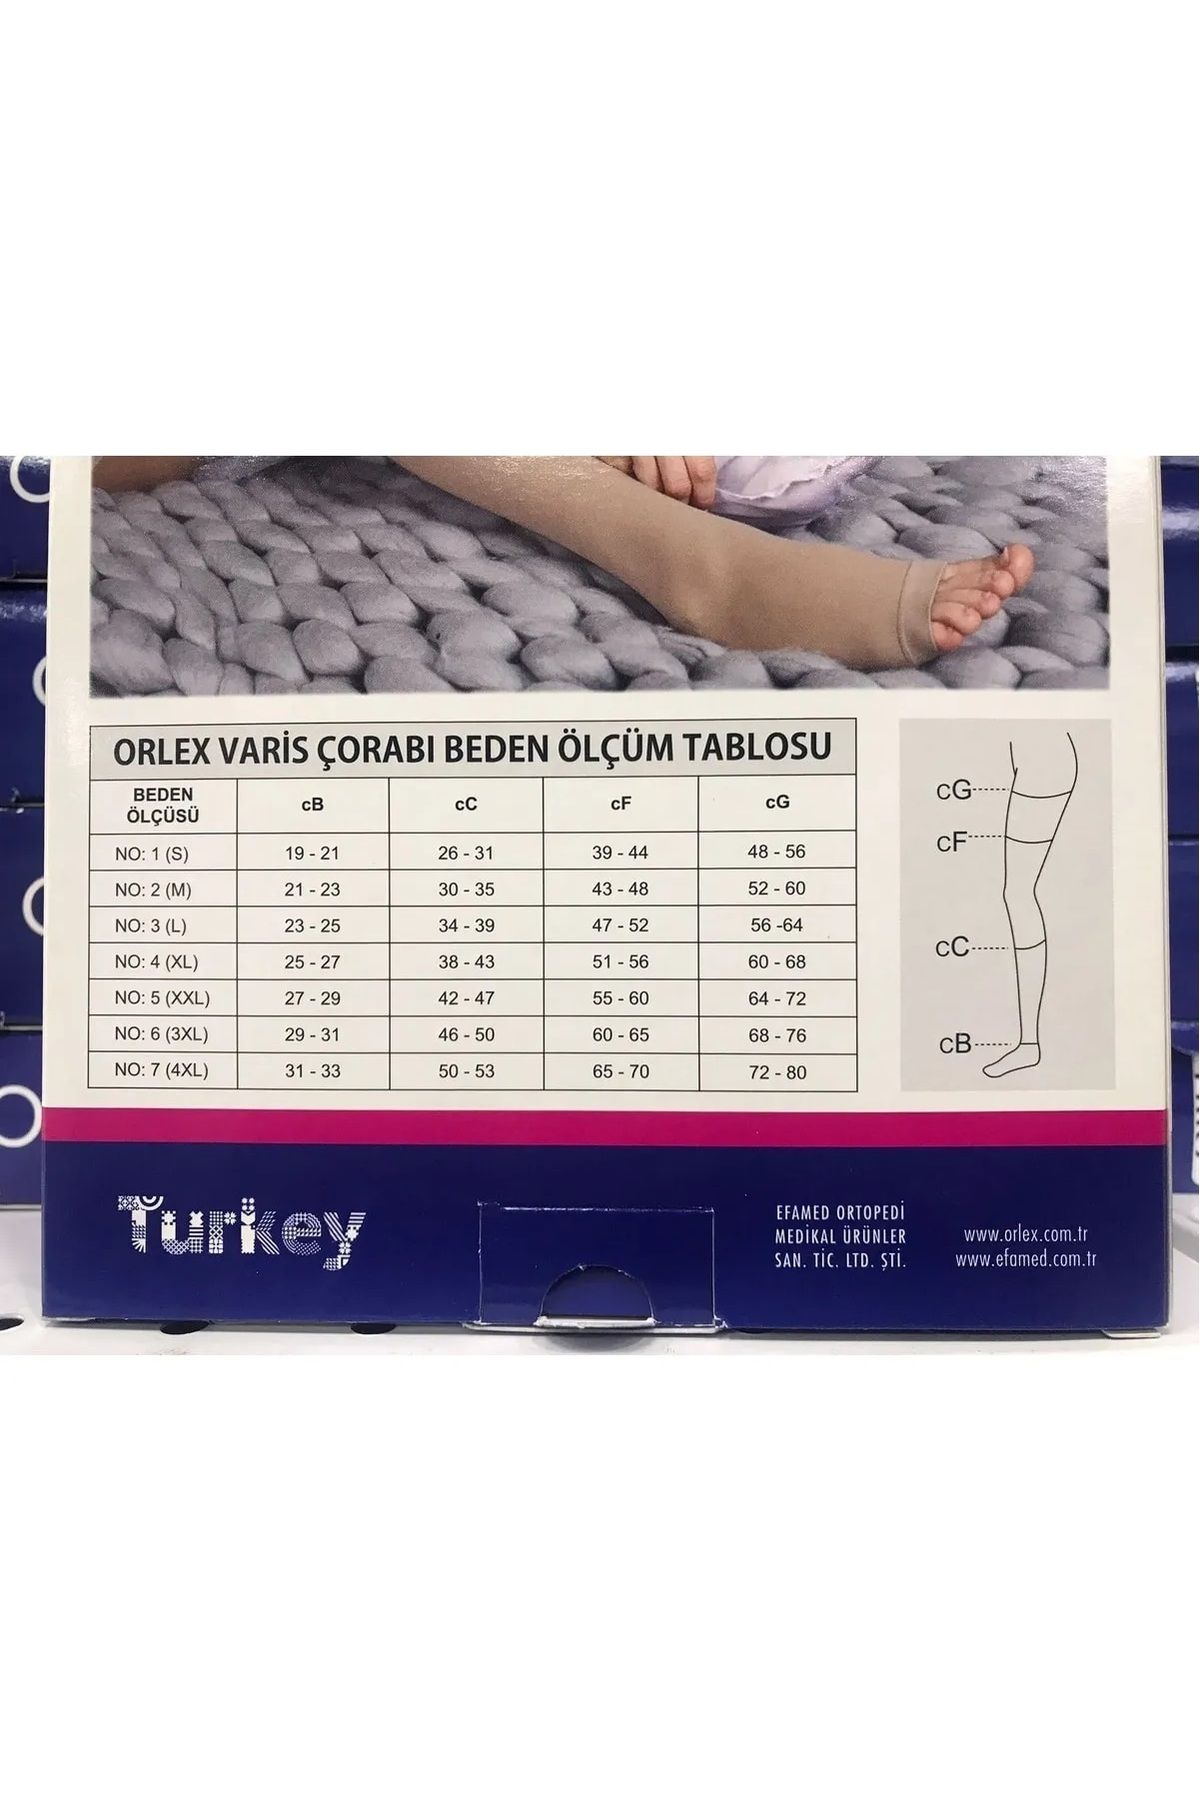 ORLEX VARİS ÇORABI BEDEN ÖLÇÜM TABLOSU
BEDEN ÖLÇÜSÜ cB cC cF cG
NO: 1 (S) 19 - 21 26 - 31 39 - 44 48 - 56
NO: 2 (M) 21 - 23 30 - 35 43 - 48 52 - 60
NO: 3 (L) 23 - 25 34 - 39 47 - 52 56 -64
NO: 4 (XL) 25 - 27 38 - 43 51 - 56 60 - 68
NO: 5 (XXL) 27 - 29 42 - 47 55 - 60 64 - 72
NO: 6 (3XL) 29 - 31 46 - 50 60 - 65 68 - 76
NO: 7 (4XL) 31 - 33 50 - 53 65 - 70 72 - 80
cG
cF
cC
cB
Turkey
EFAMED ORTOPEDİ
MEDİKAL ÜRÜNLER
SAN. TİC. LTD. ŞTİ.
www.orlex.com.tr
www.efamed.com.tr